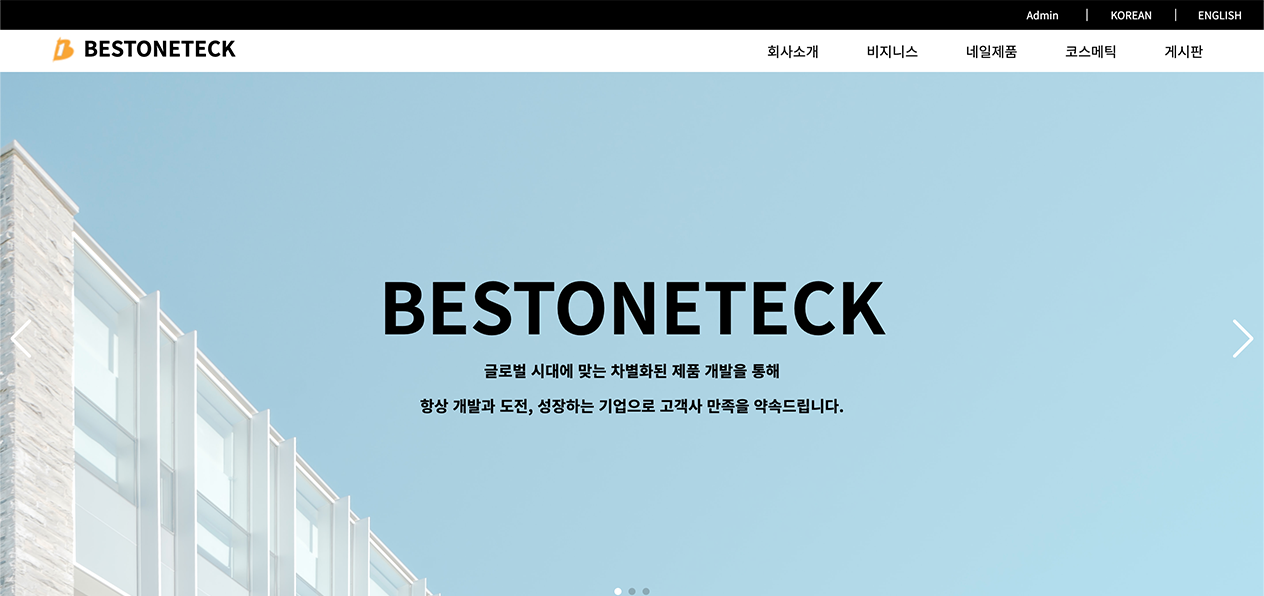 Admin | KOREAN | ENGLISH
BESTONETECK
회사소개 비지니스 네일제품 코스메틱 게시판
BESTONETECK
글로벌 시대에 맞는 차별화된 제품 개발을 통해
항상 개발과 도전, 성장하는 기업으로 고객사 만족을 약속드립니다.